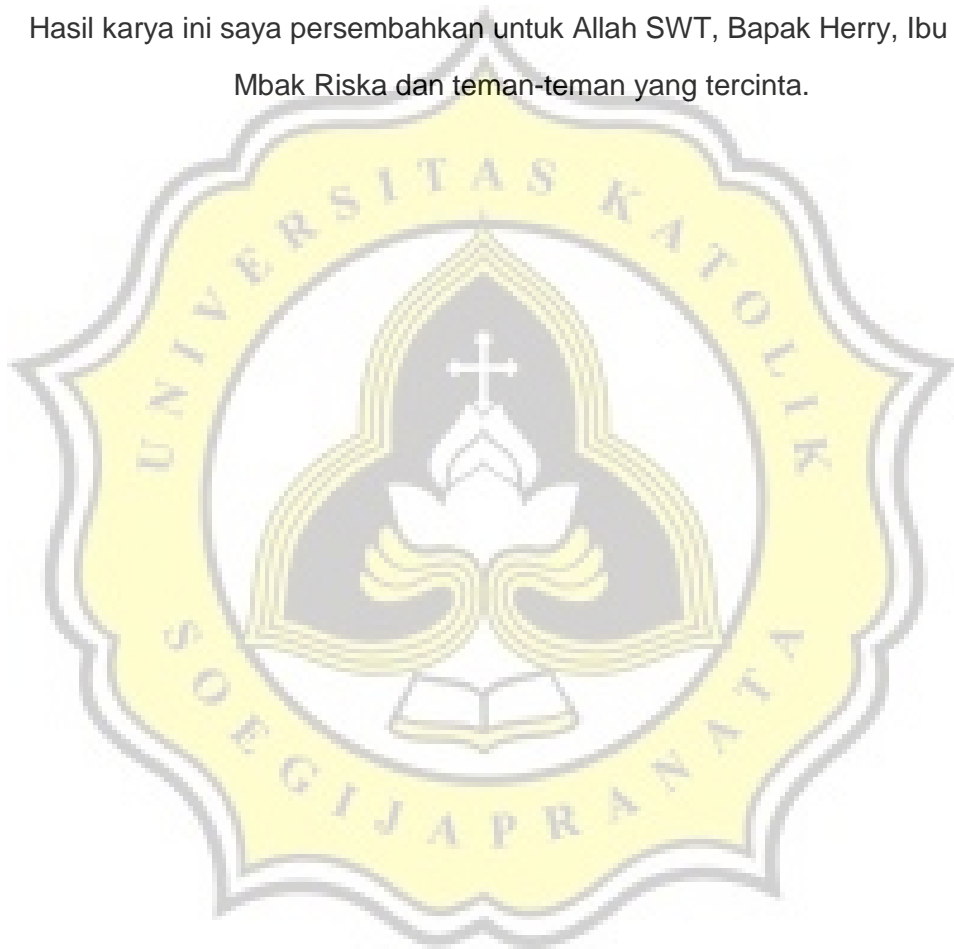 Hasil karya ini saya persembahkan untuk Allah SWT, Bapak Herry, Ibu
Mbak Riska dan teman-teman yang tercinta.
UNIVERSITAS KATOLIK
SOEGIJAPRANATA